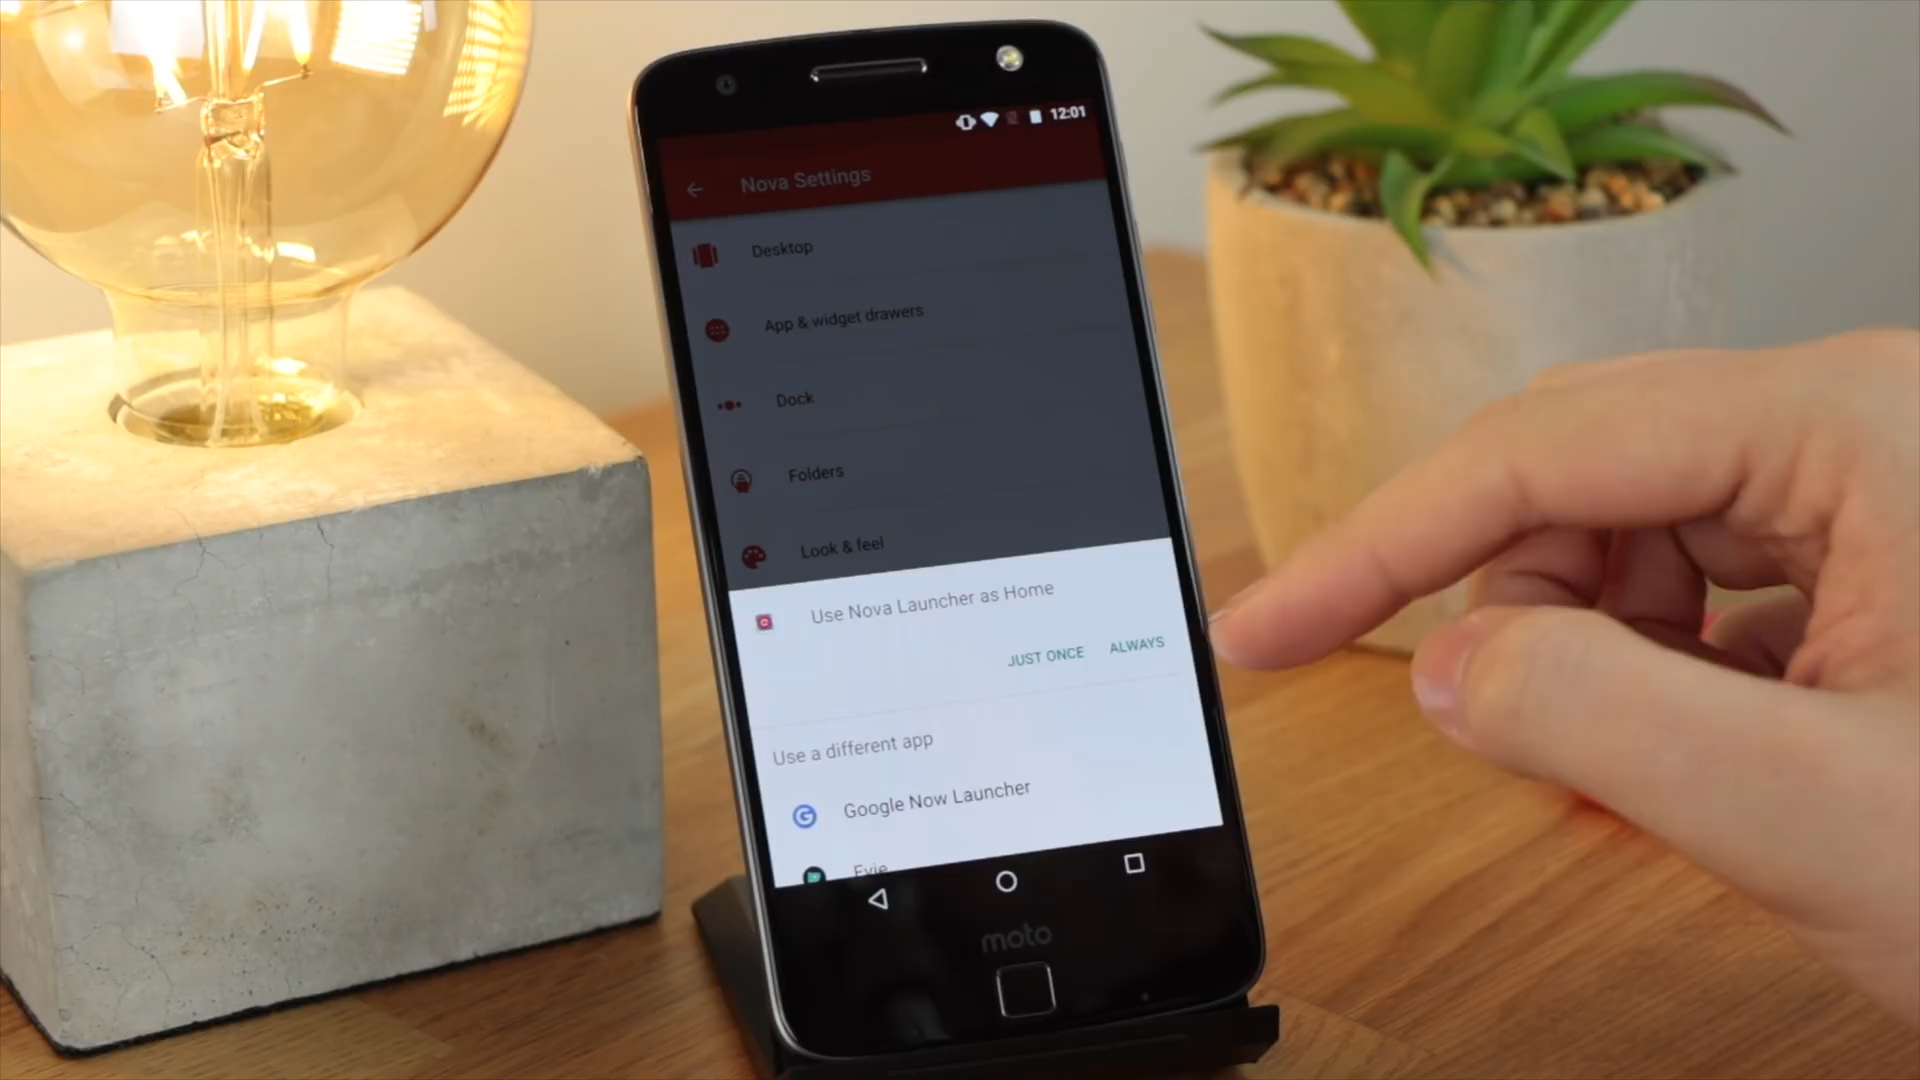 12:01
Nova Settings
Desktop
App & widget drawers
Dock
Folders
Look & feel
Use Nova Launcher as Home
JUST ONCE ALWAYS
Use a different app
Google Now Launcher
Evie
moto